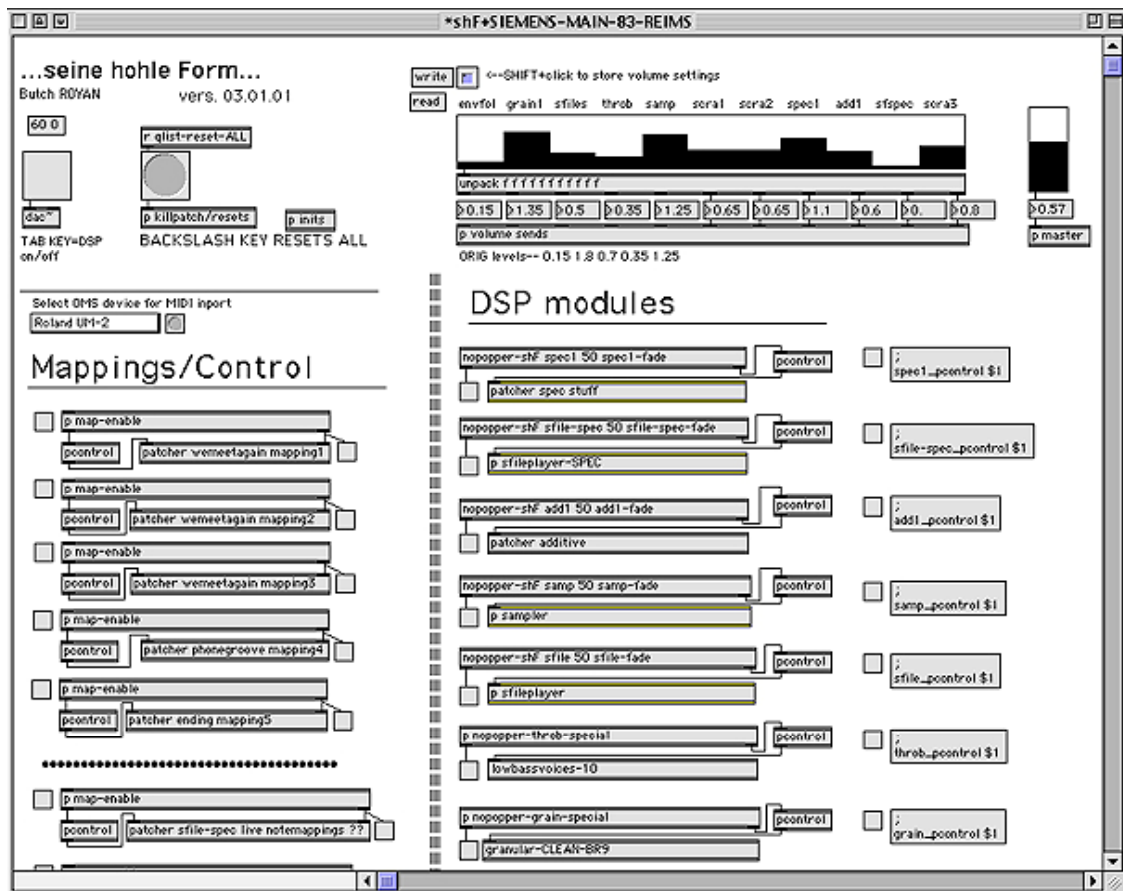 *shF+SIEMENS-MAIN-83-REIMS
...seine hohle Form...
Butch ROVAN
vers. 03.01.01
60 0
r qlist-reset-ALL
dac~
p killpatch/resets
p inits
TAB KEY=DSP
on/off
BACKSLASH KEY RESETS ALL
write
<--SHIFT+click to store volume settings
read
envfol grain1 sfiles throb samp scra1 scra2 spec1 add1 sfspec scra3
unpack f f f f f f f f f f f
0.15 1.35 0.5 0.35 1.25 0.65 0.65 1.1 0.6 0. 0.8
p volume sends
ORIG levels-- 0.15 1.8 0.7 0.35 1.25
0.57
p master
Select OMS device for MIDI inport
Roland UM-2
Mappings/Control
p map-enable
pcontrol
patcher wemeetagain mapping1
p map-enable
pcontrol
patcher wemeetagain mapping2
p map-enable
pcontrol
patcher wemeetagain mapping3
p map-enable
pcontrol
patcher phonegroove mapping4
p map-enable
pcontrol
patcher ending mapping5
p map-enable
pcontrol
patcher sfile-spec live notemappings ??
DSP modules
nopopper-shF spec1 50 spec1-fade
pcontrol
patcher spec stuff
;
spec1_pcontrol $1
nopopper-shF sfile-spec 50 sfile-spec-fade
pcontrol
p sfileplayer-SPEC
;
sfile-spec_pcontrol $1
nopopper-shF add1 50 add1-fade
pcontrol
patcher additive
;
add1_pcontrol $1
nopopper-shF samp 50 samp-fade
pcontrol
p sampler
;
samp_pcontrol $1
nopopper-shF sfile 50 sfile-fade
pcontrol
p sfileplayer
;
sfile_pcontrol $1
p nopopper-throb-special
pcontrol
lowbassvoices-10
;
throb_pcontrol $1
p nopopper-grain-special
pcontrol
granular-CLEAN-BR9
;
grain_pcontrol $1